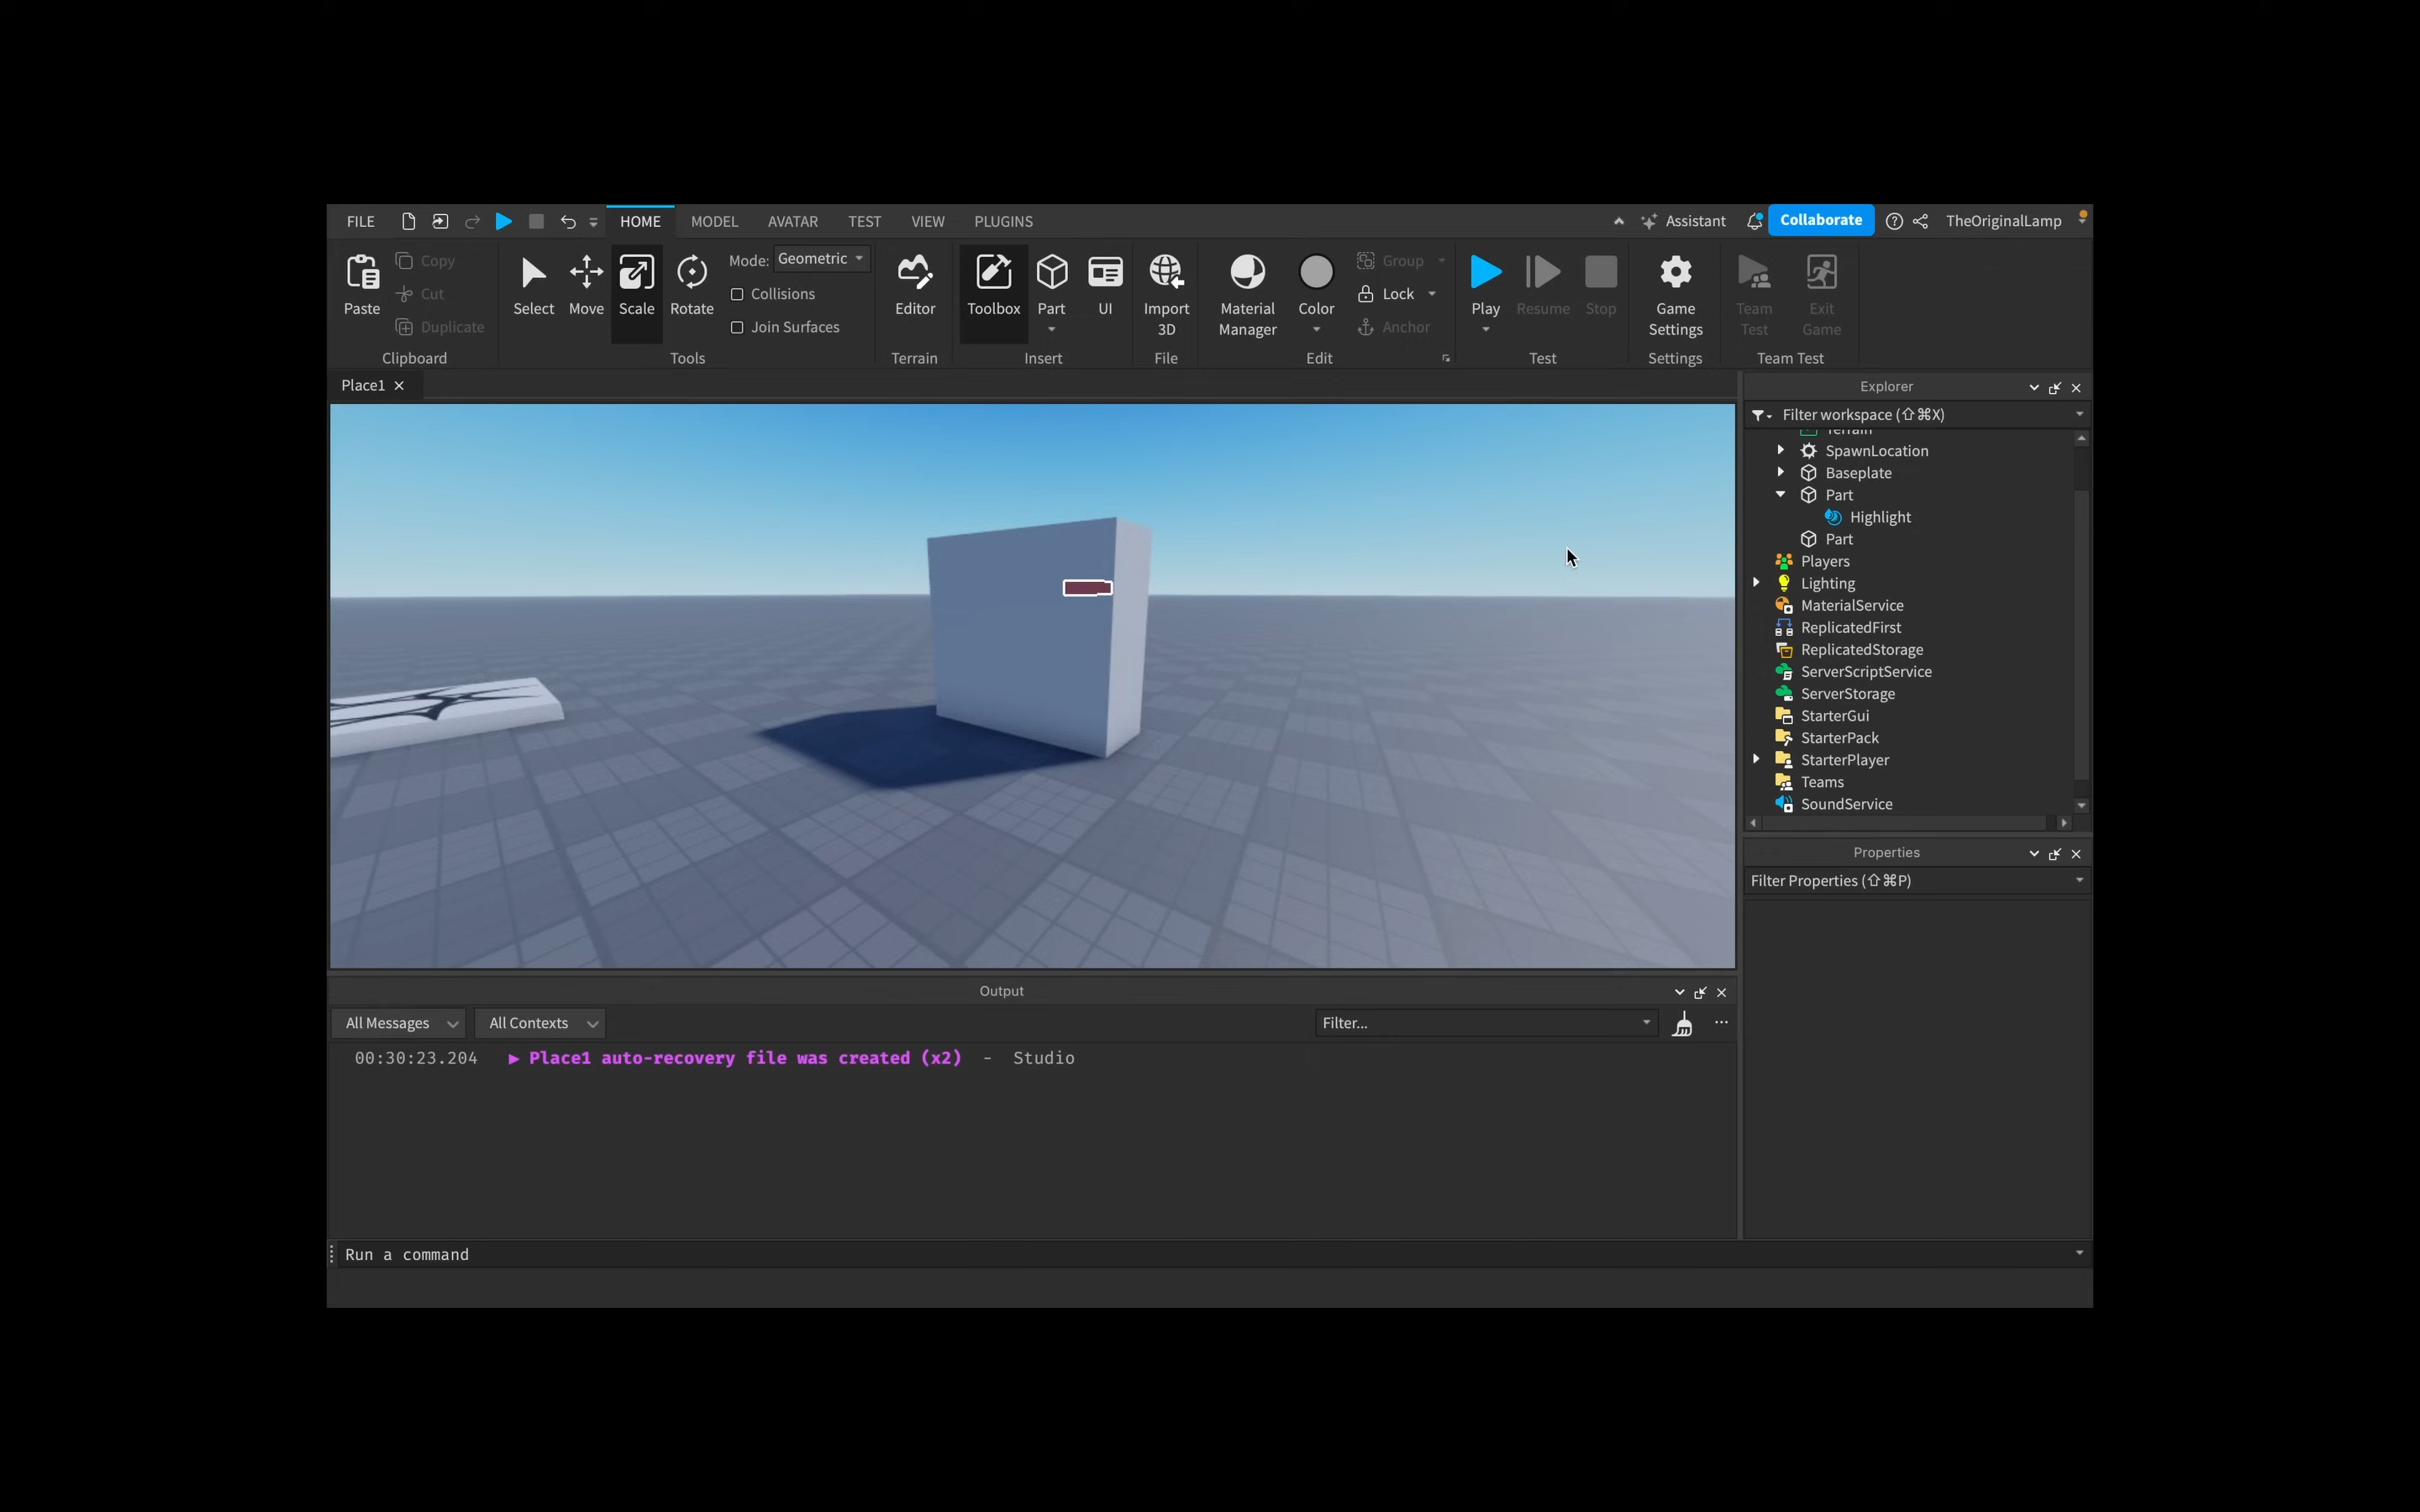 FILE HOME MODEL AVATAR TEST VIEW PLUGINS Assistant Collaborate TheOriginalLamp
Paste
Copy
Cut
Duplicate
Clipboard
Select Move Scale Rotate
Mode: Geometric
Collisions
Join Surfaces
Tools
Editor
Terrain
Toolbox Part UI
Insert
Import
3D
File
Material
Manager
Color
Group
Lock
Anchor
Edit
Play Resume Stop
Test
Game
Settings
Settings
Team
Test
Exit
Game
Team Test
Place1
Explorer
Filter workspace (⇧⌘X)
Terrain
SpawnLocation
Baseplate
Part
Highlight
Part
Players
Lighting
MaterialService
ReplicatedFirst
ReplicatedStorage
ServerScriptService
ServerStorage
StarterGui
StarterPack
StarterPlayer
Teams
SoundService
Properties
Filter Properties (⇧⌘P)
Output
All Messages All Contexts Filter...
00:30:23.204 ▶ Place1 auto-recovery file was created (x2) - Studio
Run a command